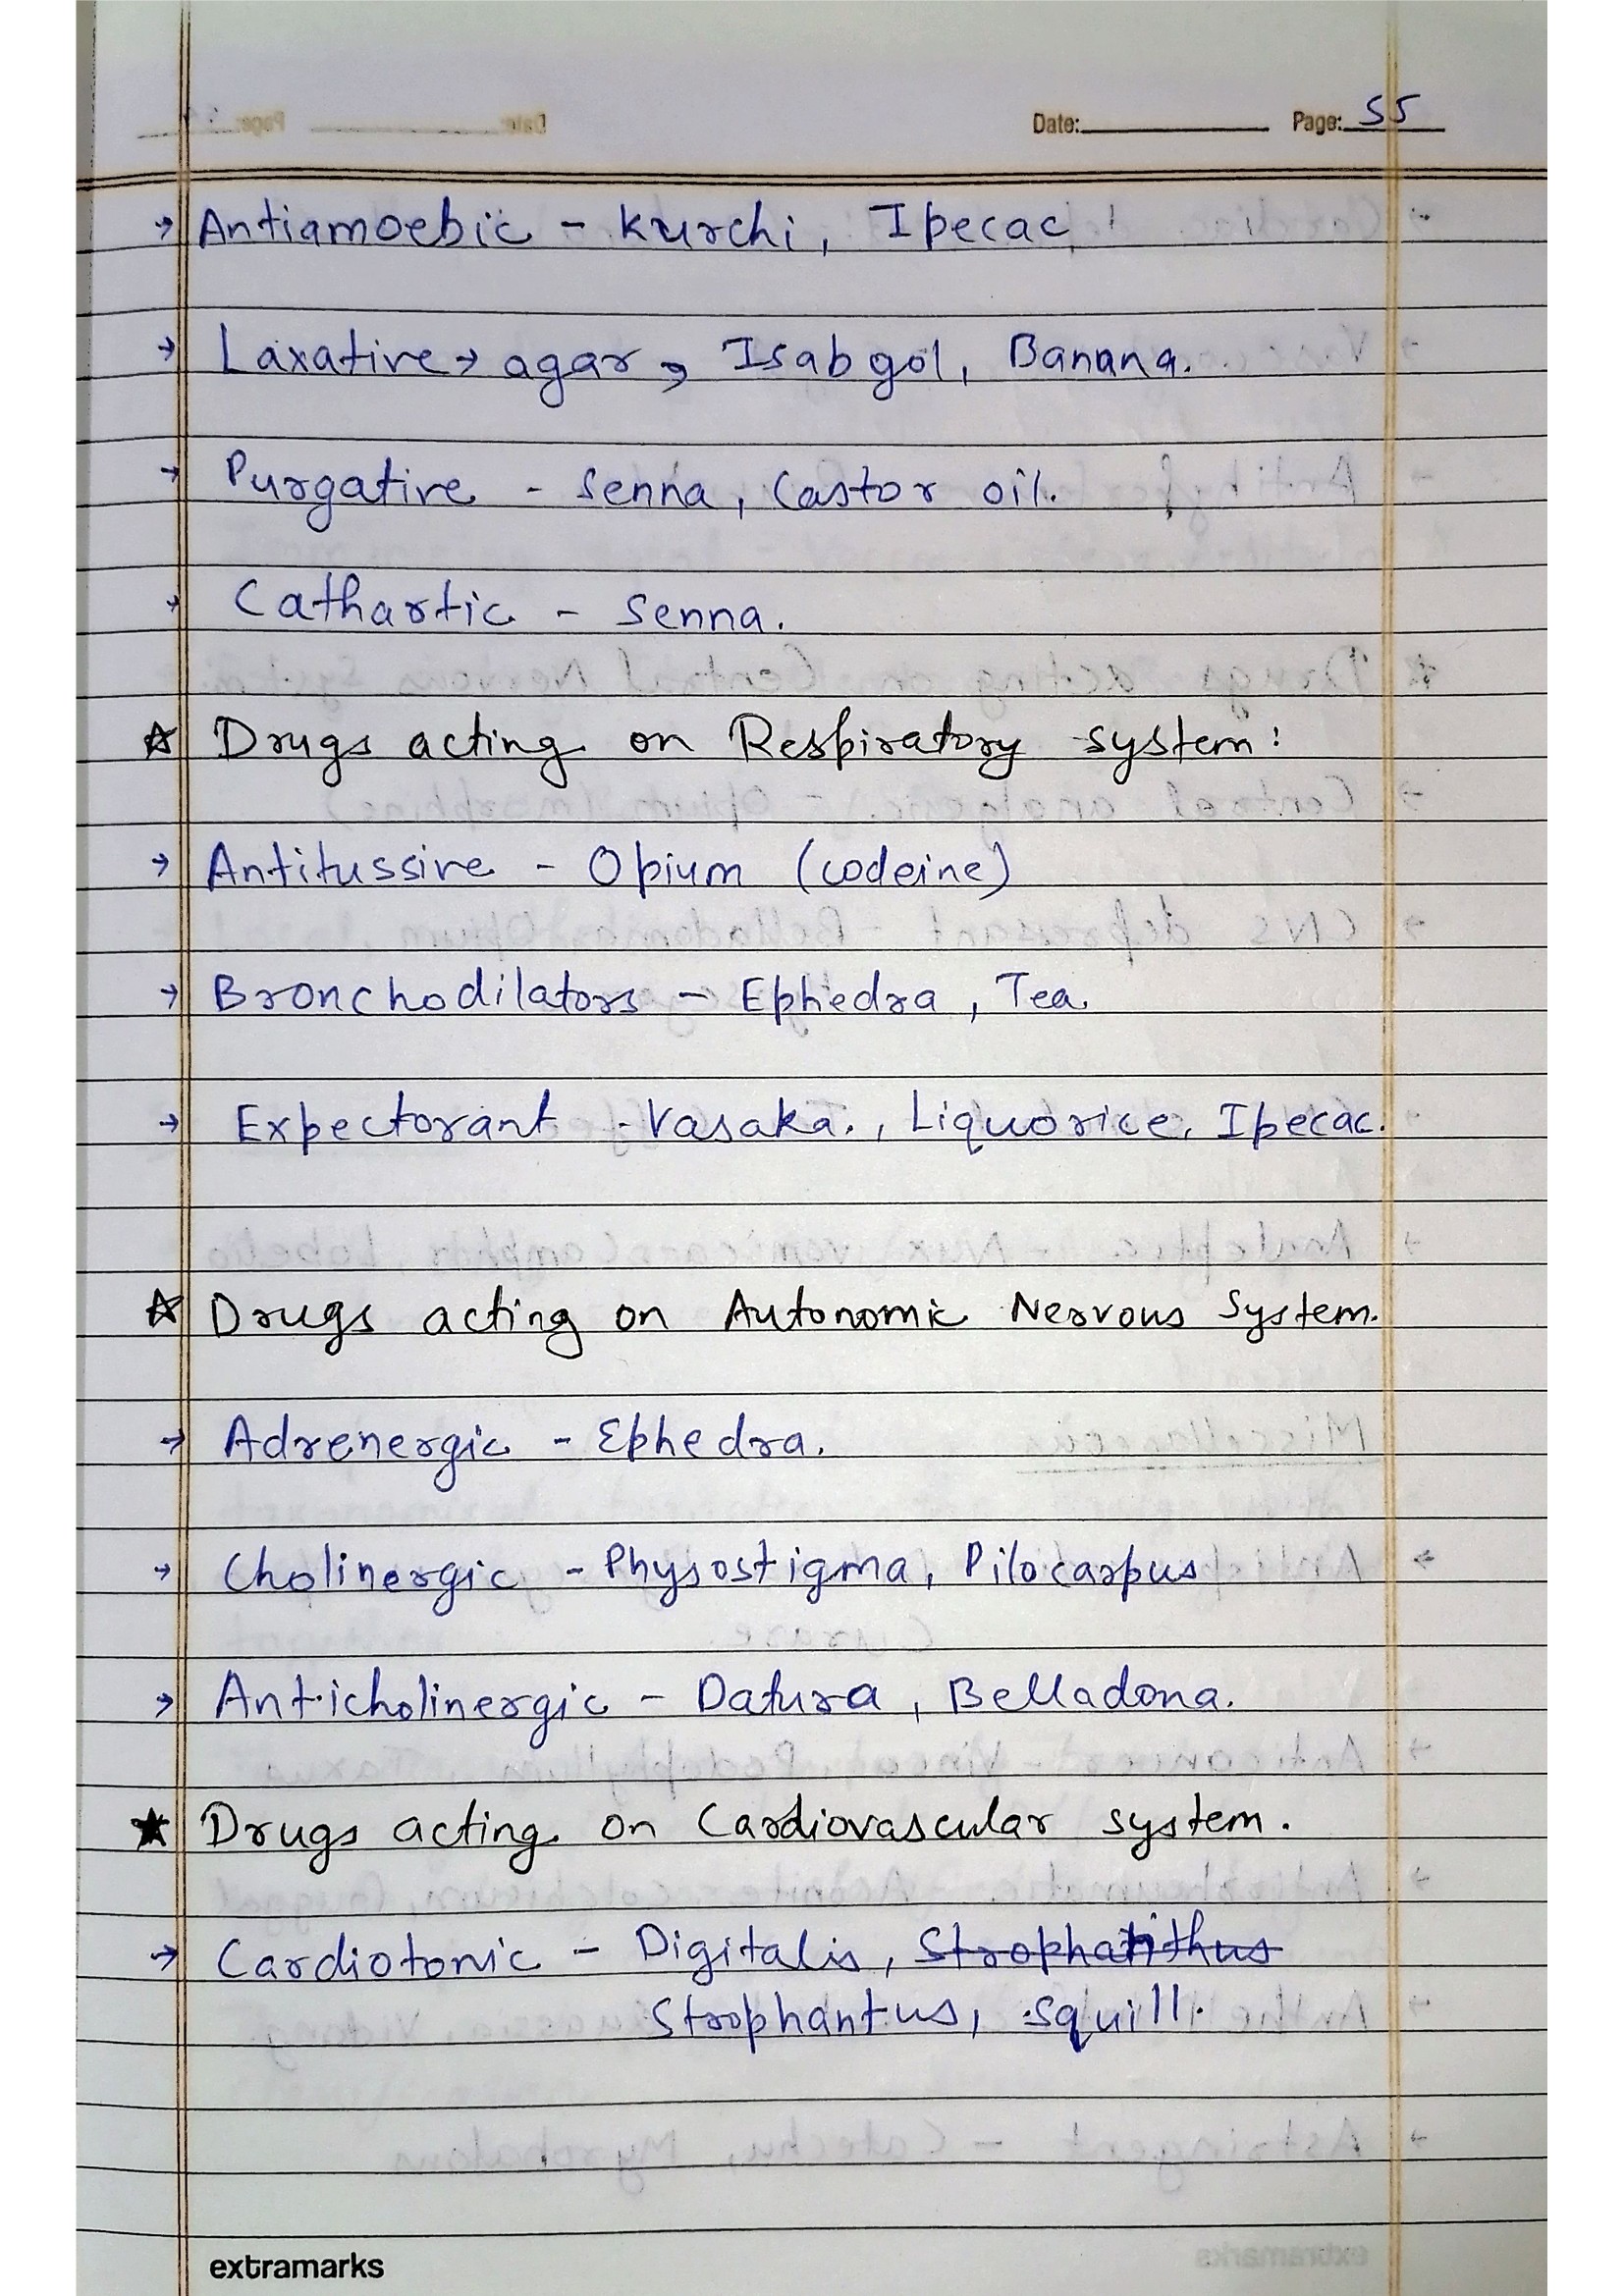 Date: Page: 55
→ Antiamoebic - Kurchi, Ipecac
→ Laxative → agar, Isabgol, Banana.
→ Purgative - Senna, Castor oil.
→ Cathartic - Senna.
☆ Drugs acting on Respiratory system:
→ Antitussive - Opium (codeine)
→ Bronchodilators - Ephedra, Tea
→ Expectorant - Vasaka., Liquorice, Ipecac.
☆ Drugs acting on Autonomic Nervous System.
→ Adrenergic - Ephedra.
→ Cholinergic - Physostigma, Pilocarpus
→ Anticholinergic - Datura, Belladona.
★ Drugs acting on Cardiovascular system.
→ Cardiotonic - Digitalis, Strophanthus
Strophantus, squill.
extramarks